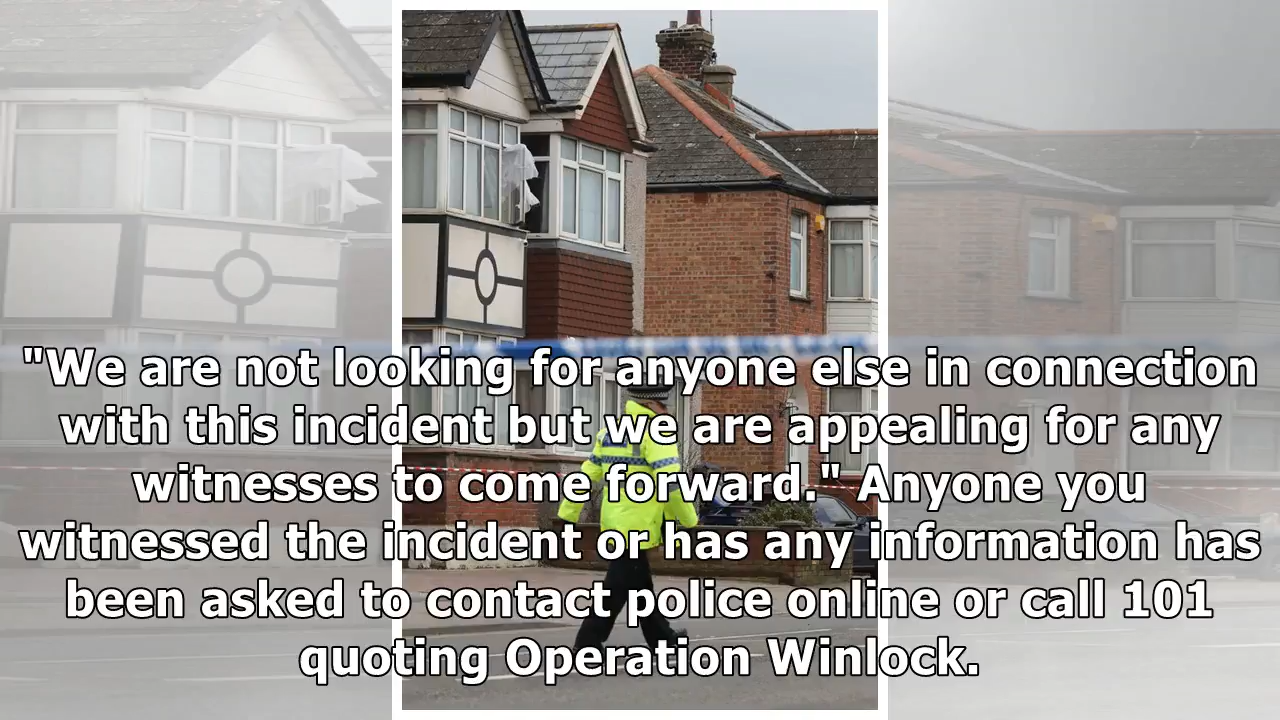 "We are not looking for anyone else in connection
with this incident but we are appealing for any
witnesses to come forward." Anyone you
witnessed the incident or has any information has
been asked to contact police online or call 101
quoting Operation Winlock.